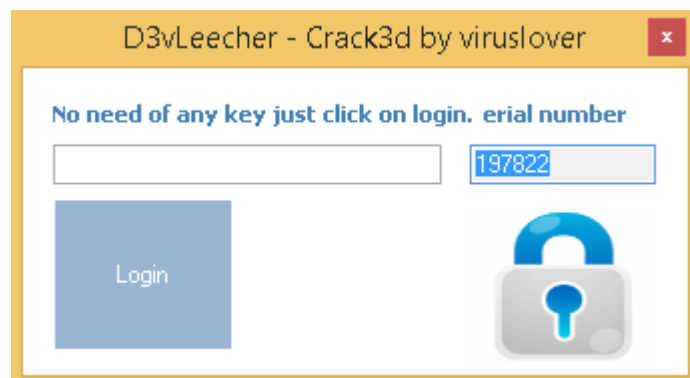 D3vLeecher - Crack3d by viruslover
No need of any key just click on login. erial number
197822
Login